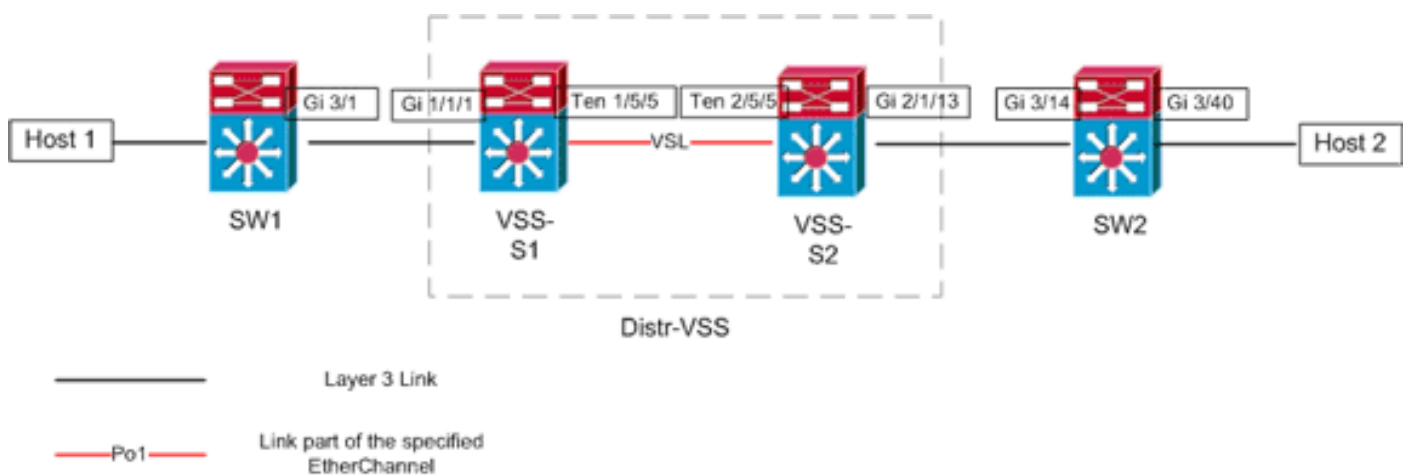 Gi 3/1
Gi 1/1/1
Ten 1/5/5
Ten 2/5/5
Gi 2/1/13
Gi 3/14
Gi 3/40
Host 1
VSL
Host 2
SW1
VSS-
S1
VSS-
S2
SW2
Distr-VSS
Layer 3 Link
Po1
Link part of the specified
EtherChannel